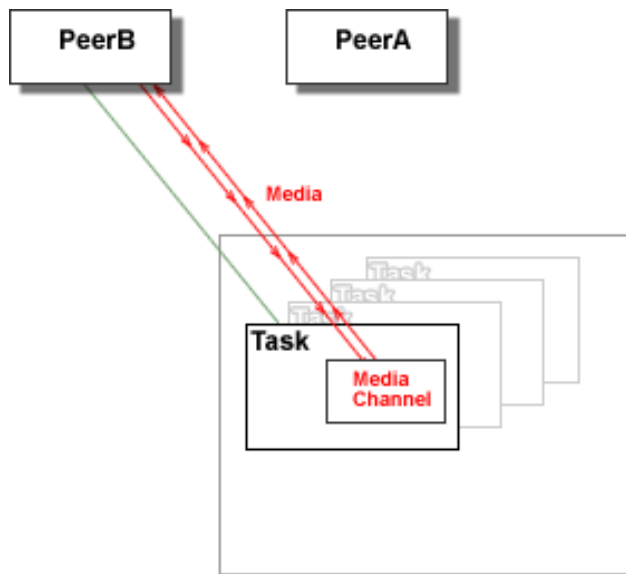 PeerB
PeerA
Media
Task
Task
Task
Task
Media
Channel